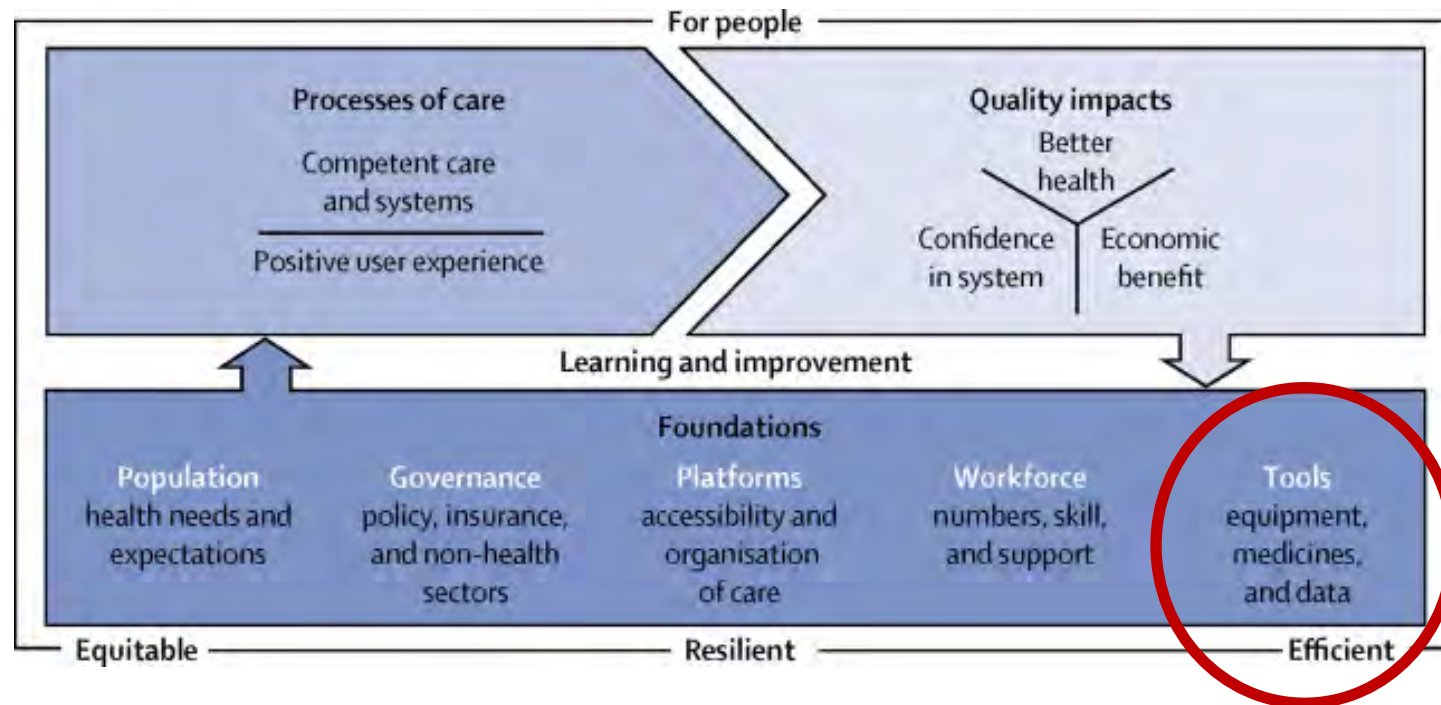 For people
Processes of care
Competent care
and systems
Positive user experience
Quality impacts
Better
health
Confidence
in system
Economic
benefit
Learning and improvement
Foundations
Population
health needs and
expectations
Governance
policy, insurance,
and non-health
sectors
Platforms
accessibility and
organisation
of care
Workforce
numbers, skill,
and support
Tools
equipment,
medicines,
and data
Equitable
Resilient
Efficient